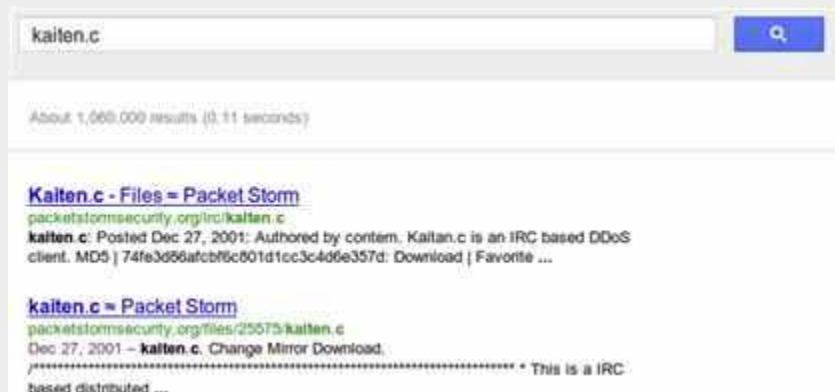 kaiten.c
About 1,060,000 results (0.11 seconds)
Kaiten.c - Files ≈ Packet Storm
packetstormsecurity.org/irc/kaiten.c
kaiten.c: Posted Dec 27, 2001: Authored by contem. Kaitan.c is an IRC based DDoS
client. MD5 | 74fe3d56afcbf6c801d1cc3c4d6e357d: Download | Favorite ...
kaiten.c ≈ Packet Storm
packetstormsecurity.org/files/25575/kaiten.c
Dec 27, 2001 – kaiten.c. Change Mirror Download.
/**************************************************************************** * This is a IRC
based distributed ...